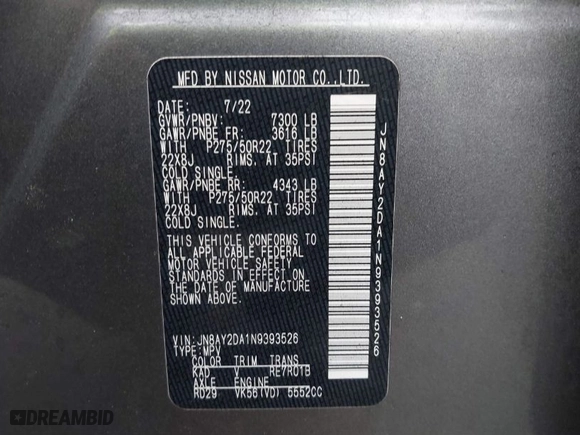 MFD BY NISSAN MOTOR CO.,LTD.
DATE: 7/22
GVWR/PNBV: 7300 LB
GAWR/PNBE FR: 3616 LB
WITH P275/50R22 TIRES
22X8J RIMS. AT 35PSI
COLD SINGLE.
GAWR/PNBE RR: 4343 LB
WITH P275/50R22 TIRES
22X8J RIMS. AT 35PSI
COLD SINGLE.
THIS VEHICLE CONFORMS TO
ALL APPLICABLE FEDERAL
MOTOR VEHICLE SAFETY
STANDARDS IN EFFECT ON
THE DATE OF MANUFACTURE
SHOWN ABOVE.
VIN:JN8AY2DA1N9393526
TYPE:MPV
COLOR TRIM TRANS
KAD V RE7R01B
AXLE ENGINE
RD29 VK56(VD) 5552CC
JN8AY2DA1N9393526
DREAMBID